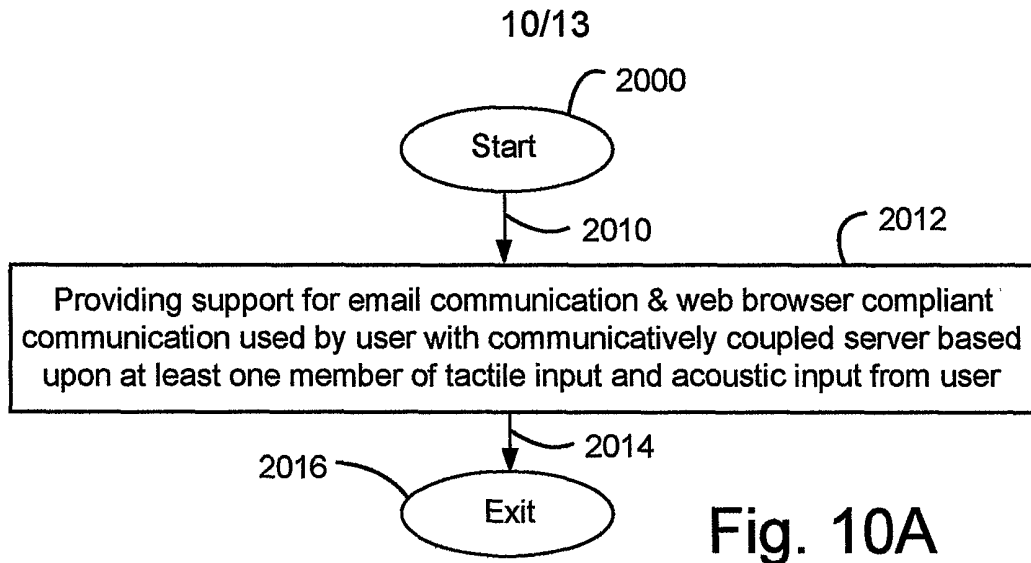 10/13
2000
Start
2010
2012
Providing support for email communication & web browser compliant
communication used by user with communicatively coupled server based
upon at least one member of tactile input and acoustic input from user
2014
2016
Exit
Fig. 10A